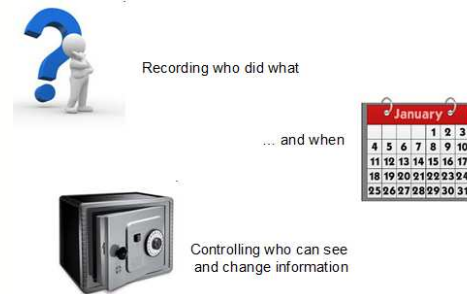 Recording who did what
... and when
January
1 2 3
4 5 6 7 8 9 10
11 12 13 14 15 16 17
18 19 20 21 22 23 24
25 26 27 28 29 30 31
Controlling who can see
and change information